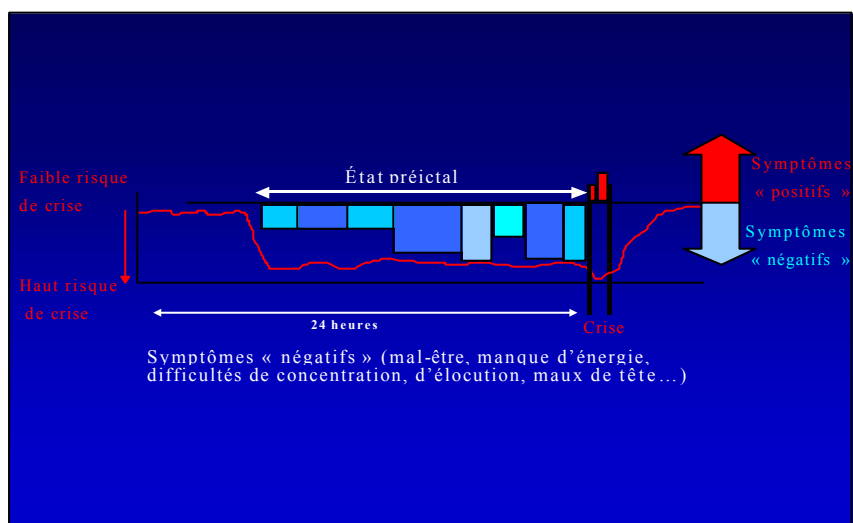 État préictal
Faible risque
de crise
Symptômes
« positifs »
Symptômes
« négatifs »
Haut risque
de crise
24 heures
Crise
Symptômes « négatifs » (mal-être, manque d’énergie,
difficultés de concentration, d’élocution, maux de tête…)